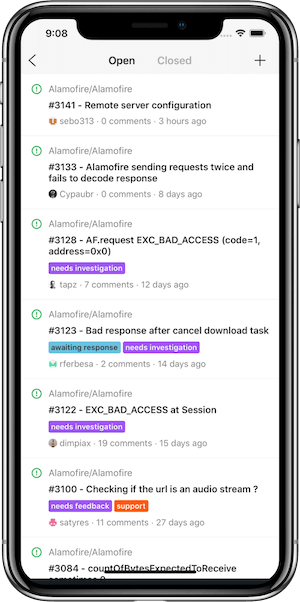 9:08
Open Closed
Alamofire/Alamofire
#3141 - Remote server configuration
sebo313 · 0 comments · 3 hours ago
Alamofire/Alamofire
#3133 - Alamofire sending requests twice and
fails to decode response
Cypaubr · 0 comments · 8 days ago
Alamofire/Alamofire
#3128 - AF.request EXC_BAD_ACCESS (code=1,
address=0x0)
needs investigation
tapz · 7 comments · 12 days ago
Alamofire/Alamofire
#3123 - Bad response after cancel download task
awaiting response needs investigation
rferbesa · 2 comments · 14 days ago
Alamofire/Alamofire
#3122 - EXC_BAD_ACCESS at Session
needs investigation
dimpiax · 19 comments · 15 days ago
Alamofire/Alamofire
#3100 - Checking if the url is an audio stream ?
needs feedback support
satyres · 11 comments · 27 days ago
Alamofire/Alamofire
#3084 - countOfBytesExpectedToReceive